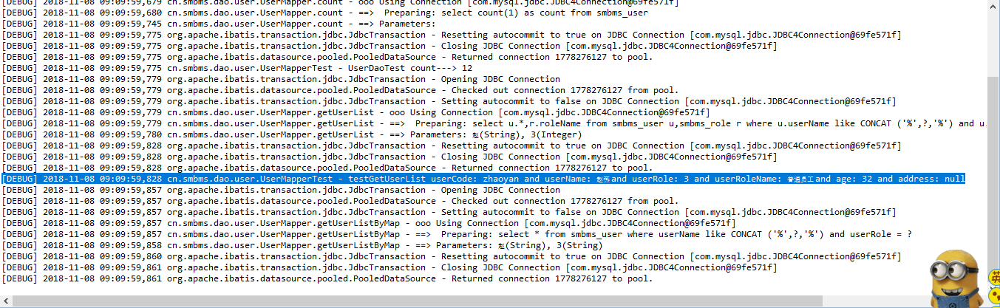 [DEBUG] 2018-11-08 09:09:59,679 cn.smbms.dao.user.UserMapper.count - ooo Using Connection [com.mysql.jdbc.JDBC4Connection@69fe571f]
[DEBUG] 2018-11-08 09:09:59,680 cn.smbms.dao.user.UserMapper.count - ==>  Preparing: select count(1) as count from smbms_user
[DEBUG] 2018-11-08 09:09:59,745 cn.smbms.dao.user.UserMapper.count - ==> Parameters:
[DEBUG] 2018-11-08 09:09:59,775 org.apache.ibatis.transaction.jdbc.JdbcTransaction - Resetting autocommit to true on JDBC Connection [com.mysql.jdbc.JDBC4Connection@69fe571f]
[DEBUG] 2018-11-08 09:09:59,775 org.apache.ibatis.transaction.jdbc.JdbcTransaction - Closing JDBC Connection [com.mysql.jdbc.JDBC4Connection@69fe571f]
[DEBUG] 2018-11-08 09:09:59,775 org.apache.ibatis.datasource.pooled.PooledDataSource - Returned connection 1778276127 to pool.
[DEBUG] 2018-11-08 09:09:59,775 cn.smbms.dao.user.UserMapperTest - UserDaoTest count---> 12
[DEBUG] 2018-11-08 09:09:59,779 org.apache.ibatis.transaction.jdbc.JdbcTransaction - Opening JDBC Connection
[DEBUG] 2018-11-08 09:09:59,779 org.apache.ibatis.datasource.pooled.PooledDataSource - Checked out connection 1778276127 from pool.
[DEBUG] 2018-11-08 09:09:59,779 org.apache.ibatis.transaction.jdbc.JdbcTransaction - Setting autocommit to false on JDBC Connection [com.mysql.jdbc.JDBC4Connection@69fe571f]
[DEBUG] 2018-11-08 09:09:59,779 cn.smbms.dao.user.UserMapper.getUserList - ooo Using Connection [com.mysql.jdbc.JDBC4Connection@69fe571f]
[DEBUG] 2018-11-08 09:09:59,779 cn.smbms.dao.user.UserMapper.getUserList - ==>  Preparing: select u.*,r.roleName from smbms_user u,smbms_role r where u.userName like CONCAT ('%',?,'%') and u.
[DEBUG] 2018-11-08 09:09:59,780 cn.smbms.dao.user.UserMapper.getUserList - ==> Parameters: 赵(String), 3(Integer)
[DEBUG] 2018-11-08 09:09:59,828 org.apache.ibatis.transaction.jdbc.JdbcTransaction - Resetting autocommit to true on JDBC Connection [com.mysql.jdbc.JDBC4Connection@69fe571f]
[DEBUG] 2018-11-08 09:09:59,828 org.apache.ibatis.transaction.jdbc.JdbcTransaction - Closing JDBC Connection [com.mysql.jdbc.JDBC4Connection@69fe571f]
[DEBUG] 2018-11-08 09:09:59,828 org.apache.ibatis.datasource.pooled.PooledDataSource - Returned connection 1778276127 to pool.
[DEBUG] 2018-11-08 09:09:59,828 cn.smbms.dao.user.UserMapperTest - testGetUserList userCode: zhaoyan and userName: 赵燕and userRole: 3 and userRoleName: 普通员工and age: 32 and address: null
[DEBUG] 2018-11-08 09:09:59,857 org.apache.ibatis.transaction.jdbc.JdbcTransaction - Opening JDBC Connection
[DEBUG] 2018-11-08 09:09:59,857 org.apache.ibatis.datasource.pooled.PooledDataSource - Checked out connection 1778276127 from pool.
[DEBUG] 2018-11-08 09:09:59,857 org.apache.ibatis.transaction.jdbc.JdbcTransaction - Setting autocommit to false on JDBC Connection [com.mysql.jdbc.JDBC4Connection@69fe571f]
[DEBUG] 2018-11-08 09:09:59,857 cn.smbms.dao.user.UserMapper.getUserListByMap - ooo Using Connection [com.mysql.jdbc.JDBC4Connection@69fe571f]
[DEBUG] 2018-11-08 09:09:59,857 cn.smbms.dao.user.UserMapper.getUserListByMap - ==>  Preparing: select * from smbms_user where userName like CONCAT ('%',?,'%') and userRole = ?
[DEBUG] 2018-11-08 09:09:59,858 cn.smbms.dao.user.UserMapper.getUserListByMap - ==> Parameters: 赵(String), 3(String)
[DEBUG] 2018-11-08 09:09:59,860 org.apache.ibatis.transaction.jdbc.JdbcTransaction - Resetting autocommit to true on JDBC Connection [com.mysql.jdbc.JDBC4Connection@69fe571f]
[DEBUG] 2018-11-08 09:09:59,861 org.apache.ibatis.transaction.jdbc.JdbcTransaction - Closing JDBC Connection [com.mysql.jdbc.JDBC4Connection@69fe571f]
[DEBUG] 2018-11-08 09:09:59,861 org.apache.ibatis.datasource.pooled.PooledDataSource - Returned connection 1778276127 to pool.
英